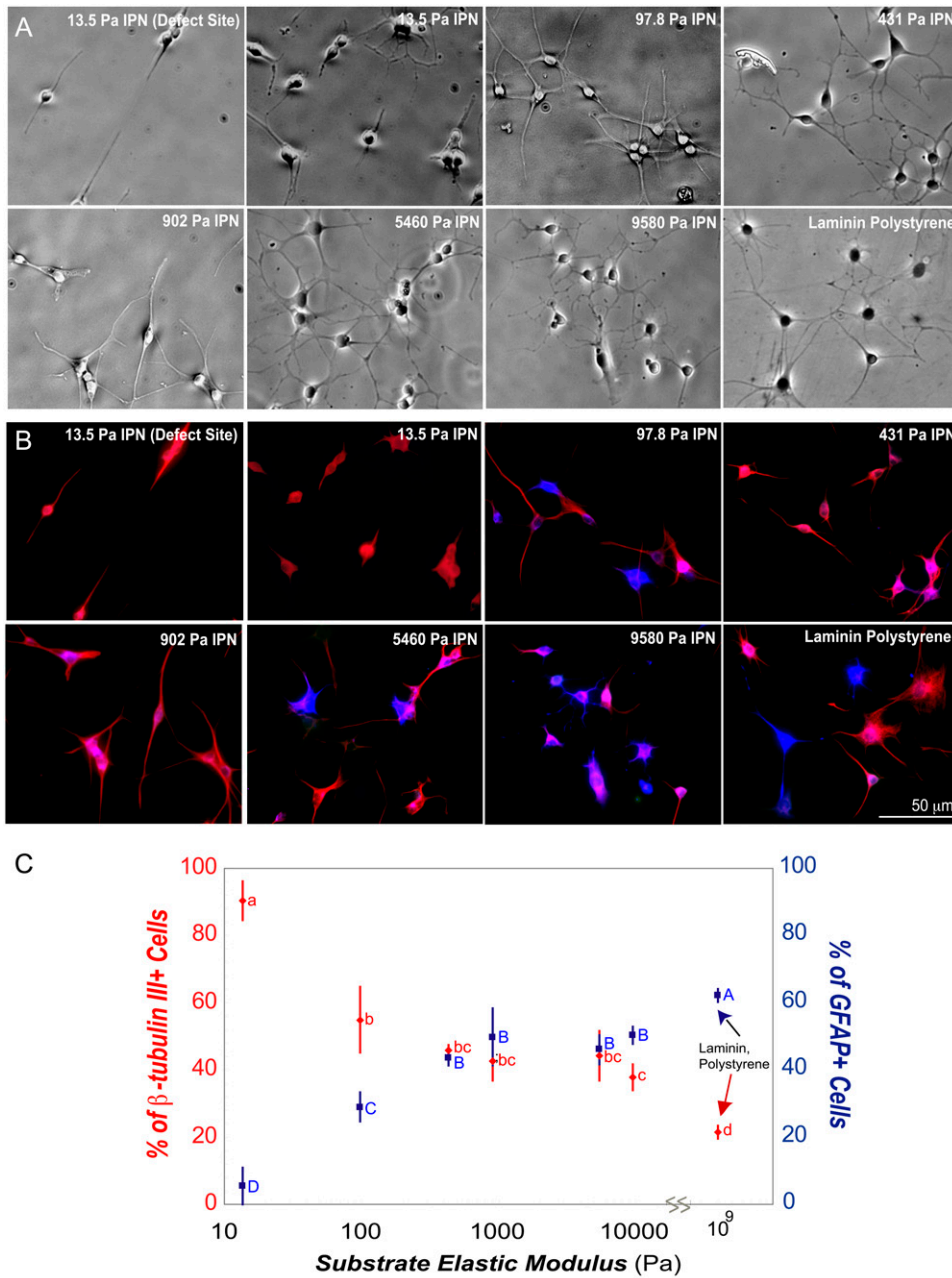 A
13.5 Pa IPN (Defect Site)
13.5 Pa IPN
97.8 Pa IPN
431 Pa IPN
902 Pa IPN
5460 Pa IPN
9580 Pa IPN
Laminin Polystyrene
B
13.5 Pa IPN (Defect Site)
13.5 Pa IPN
97.8 Pa IPN
431 Pa IPN
902 Pa IPN
5460 Pa IPN
9580 Pa IPN
Laminin Polystyrene
50 µm
C
% of β-tubulin III+ Cells
100
80
60
40
20
0
a
b
bc
bc
bc
c
d
D
C
B
B
B
B
A
Laminin,
Polystyrene
100
80
60
40
20
0
% of GFAP+ Cells
10
100
1000
10000
10⁹
Substrate Elastic Modulus (Pa)